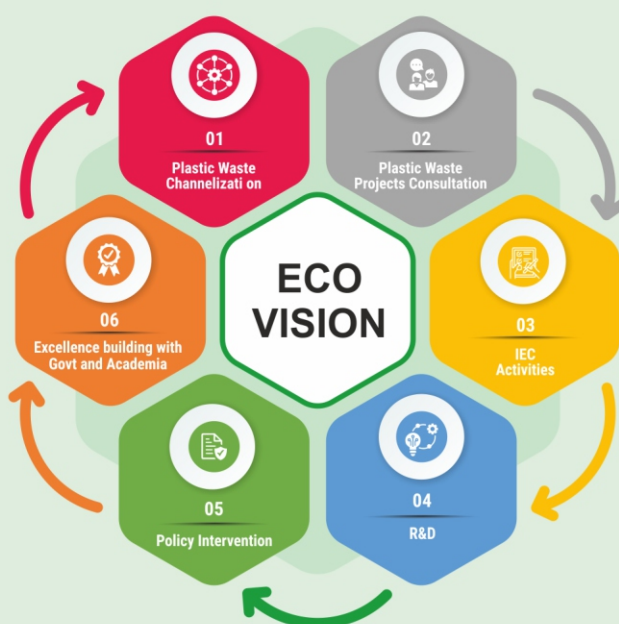 01
Plastic Waste
Channelizati on
02
Plastic Waste
Projects Consultation
ECO
VISION
03
IEC
Activities
04
R&D
05
Policy Intervention
06
Excellence building with
Govt and Academia